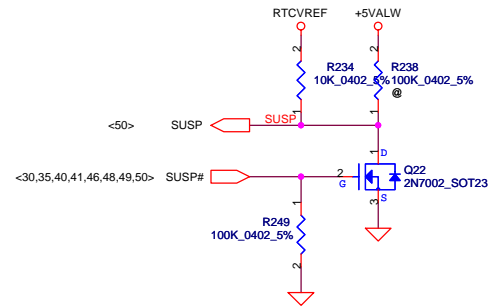 RTCVREF +5VALW
2 2
R234 R238
10K_0402_5% 100K_0402_5%
@
1 1
<50> SUSP SUSP
1 D
Q22
2N7002_SOT23
<30,35,40,41,46,48,49,50> SUSP# 2 G
3 S
1
R249
100K_0402_5%
2